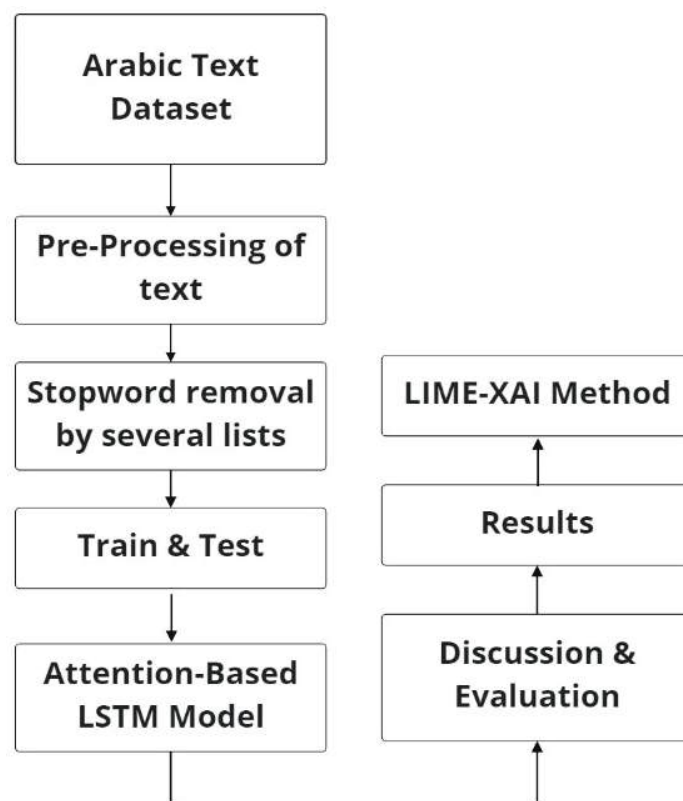 Arabic Text
Dataset
Pre-Processing of
text
Stopword removal
by several lists
Train & Test
Attention-Based
LSTM Model
Discussion &
Evaluation
Results
LIME-XAI Method